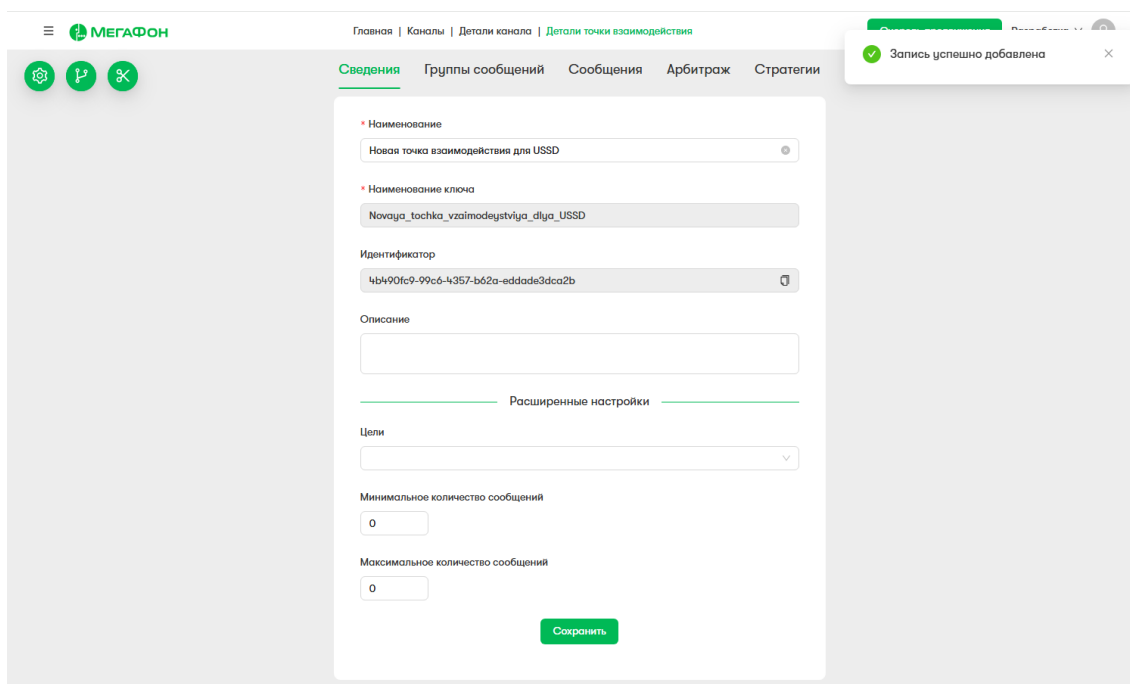 МЕГАФОН
Главная | Каналы | Детали канала | Детали точки взаимодействия
Запись успешно добавлена
Сведения Группы сообщений Сообщения Арбитраж Стратегии
* Наименование
Новая точка взаимодействия для USSD
* Наименование ключа
Novaya_tochka_vzaimodeystviya_dlya_USSD
Идентификатор
4b490fc9-99c6-4357-b62a-eddade3dca2b
Описание
Расширенные настройки
Цели
Минимальное количество сообщений
0
Максимальное количество сообщений
0
Сохранить